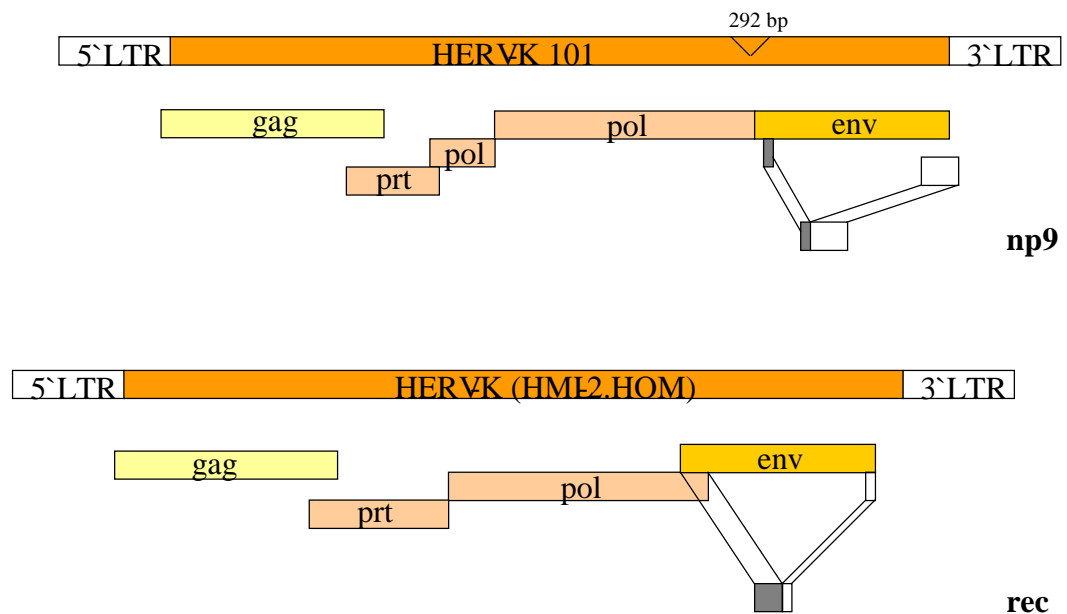 292 bp
5`LTR HERV-K 101 3`LTR
gag pol env
pol
prt
np9
5`LTR HERV-K (HML-2.HOM) 3`LTR
env
gag pol
prt
rec